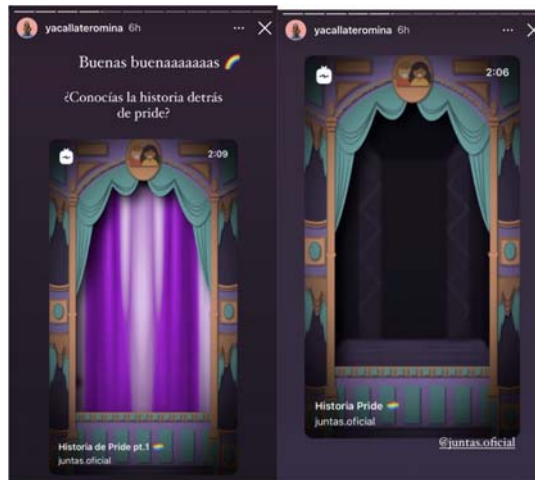 yacallateromina 6h
Buenas buenaaaaaaas 🌈
¿Conocías la historia detrás
de pride?
2:09
Historia de Pride pt.1 🏳️‍🌈
juntas.oficial
yacallateromina 6h
2:06
Historia Pride 🏳️‍🌈
juntas.oficial
@juntas.oficial